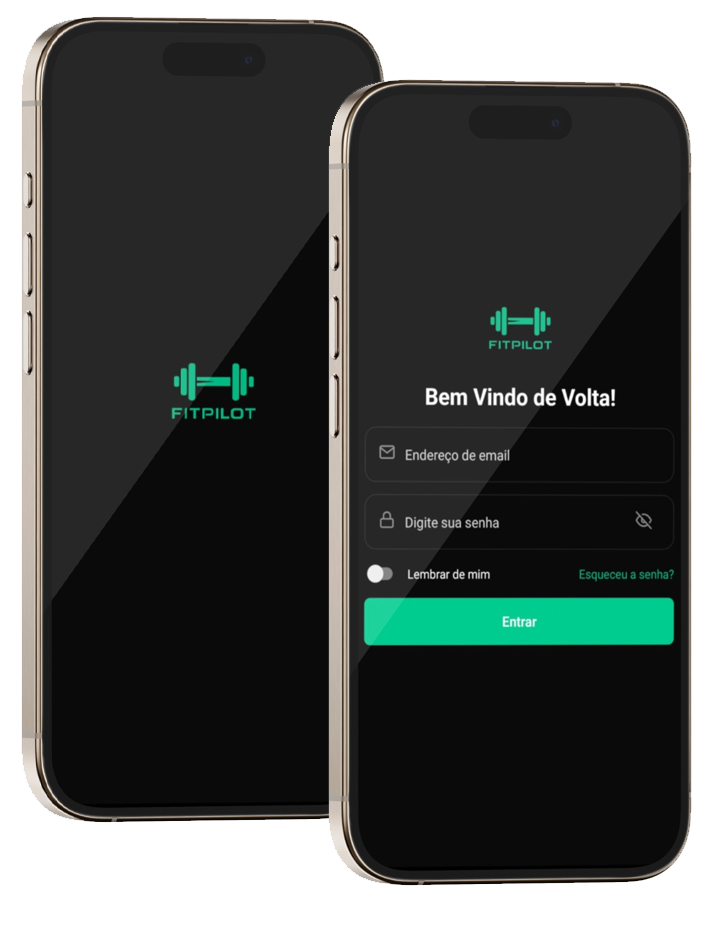 FITPILOT
FITPILOT
Bem Vindo de Volta!
Endereço de email
Digite sua senha
Lembrar de mim
Esqueceu a senha?
Entrar